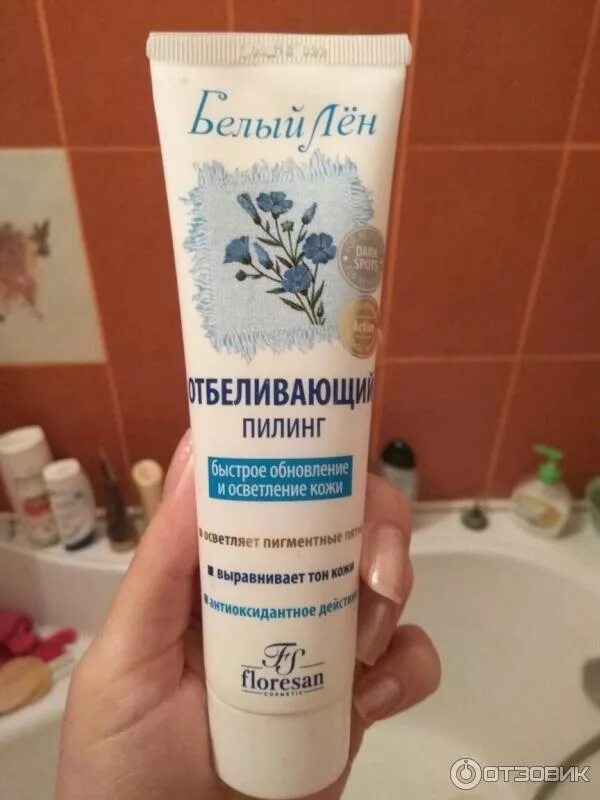 Белый Лён
DARK
SPOTS
Active
ОТБЕЛИВАЮЩИЙ
ПИЛИНГ
быстрое обновление
и осветление кожи
осветляет пигментные пятна
выравнивает тон кожи
антиоксидантное действие
FS
floresan
COSMETIC
ОТЗОВИК